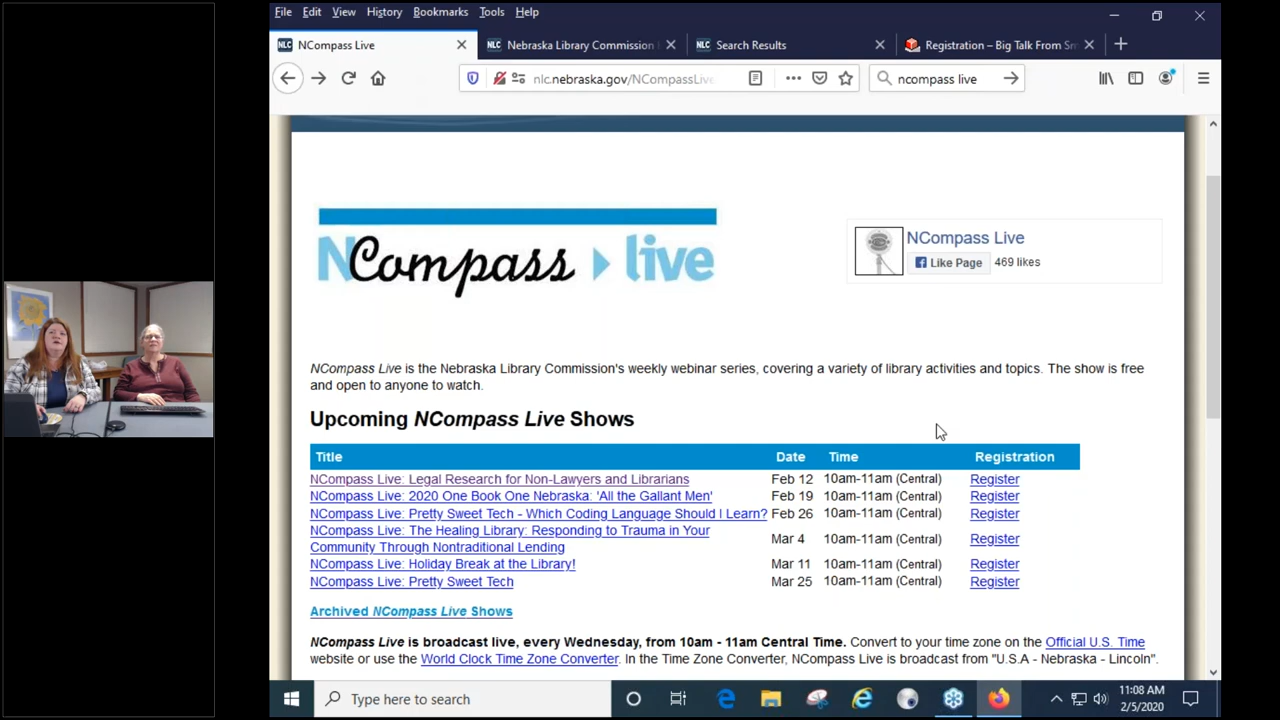 File Edit View History Bookmarks Tools Help
NLC NCompass Live
NLC Nebraska Library Commission
NLC Search Results
Registration – Big Talk From Sm
nlc.nebraska.gov/NCompassLive
ncompass live
NCompass live
NCompass Live
Like Page 469 likes
NCompass Live is the Nebraska Library Commission's weekly webinar series, covering a variety of library activities and topics. The show is free
and open to anyone to watch.
Upcoming NCompass Live Shows
Title Date Time Registration
NCompass Live: Legal Research for Non-Lawyers and Librarians Feb 12 10am-11am (Central) Register
NCompass Live: 2020 One Book One Nebraska: 'All the Gallant Men' Feb 19 10am-11am (Central) Register
NCompass Live: Pretty Sweet Tech - Which Coding Language Should I Learn? Feb 26 10am-11am (Central) Register
NCompass Live: The Healing Library: Responding to Trauma in Your
Community Through Nontraditional Lending Mar 4 10am-11am (Central) Register
NCompass Live: Holiday Break at the Library! Mar 11 10am-11am (Central) Register
NCompass Live: Pretty Sweet Tech Mar 25 10am-11am (Central) Register
Archived NCompass Live Shows
NCompass Live is broadcast live, every Wednesday, from 10am - 11am Central Time. Convert to your time zone on the Official U.S. Time
website or use the World Clock Time Zone Converter. In the Time Zone Converter, NCompass Live is broadcast from "U.S.A - Nebraska - Lincoln".
Type here to search
11:08 AM
2/5/2020